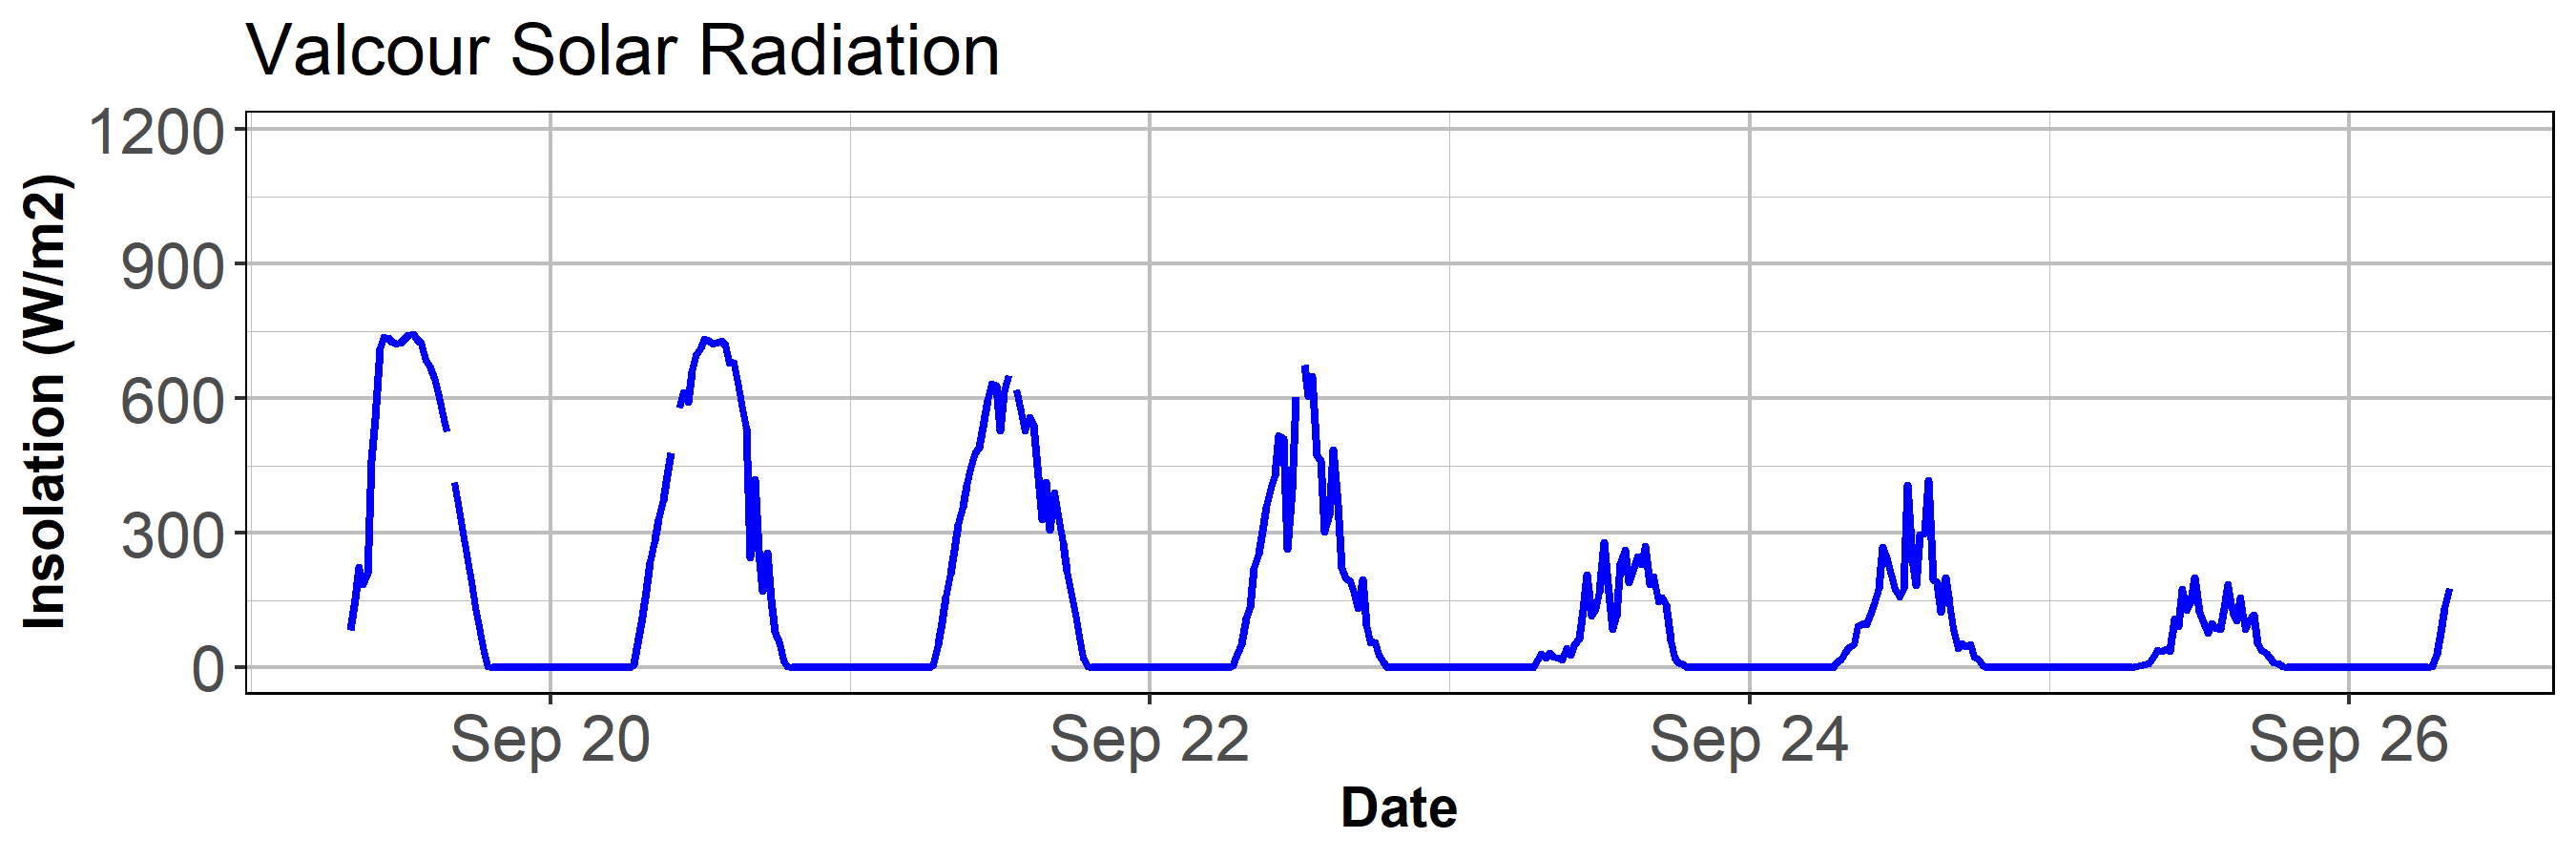 Valcour Solar Radiation
Insolation (W/m2)
1200
900
600
300
0
Sep 20 Sep 22 Sep 24 Sep 26
Date